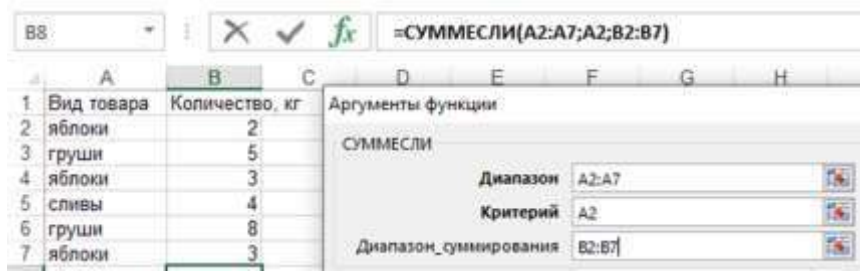 B8 fx =СУММЕСЛИ(A2:A7;A2;B2:B7)
A B C D E F G H
1 Вид товара Количество, кг
2 яблоки 2
3 груши 5
4 яблоки 3
5 сливы 4
6 груши 8
7 яблоки 3
Аргументы функции
СУММЕСЛИ
Диапазон A2:A7
Критерий A2
Диапазон_суммирования B2:B7